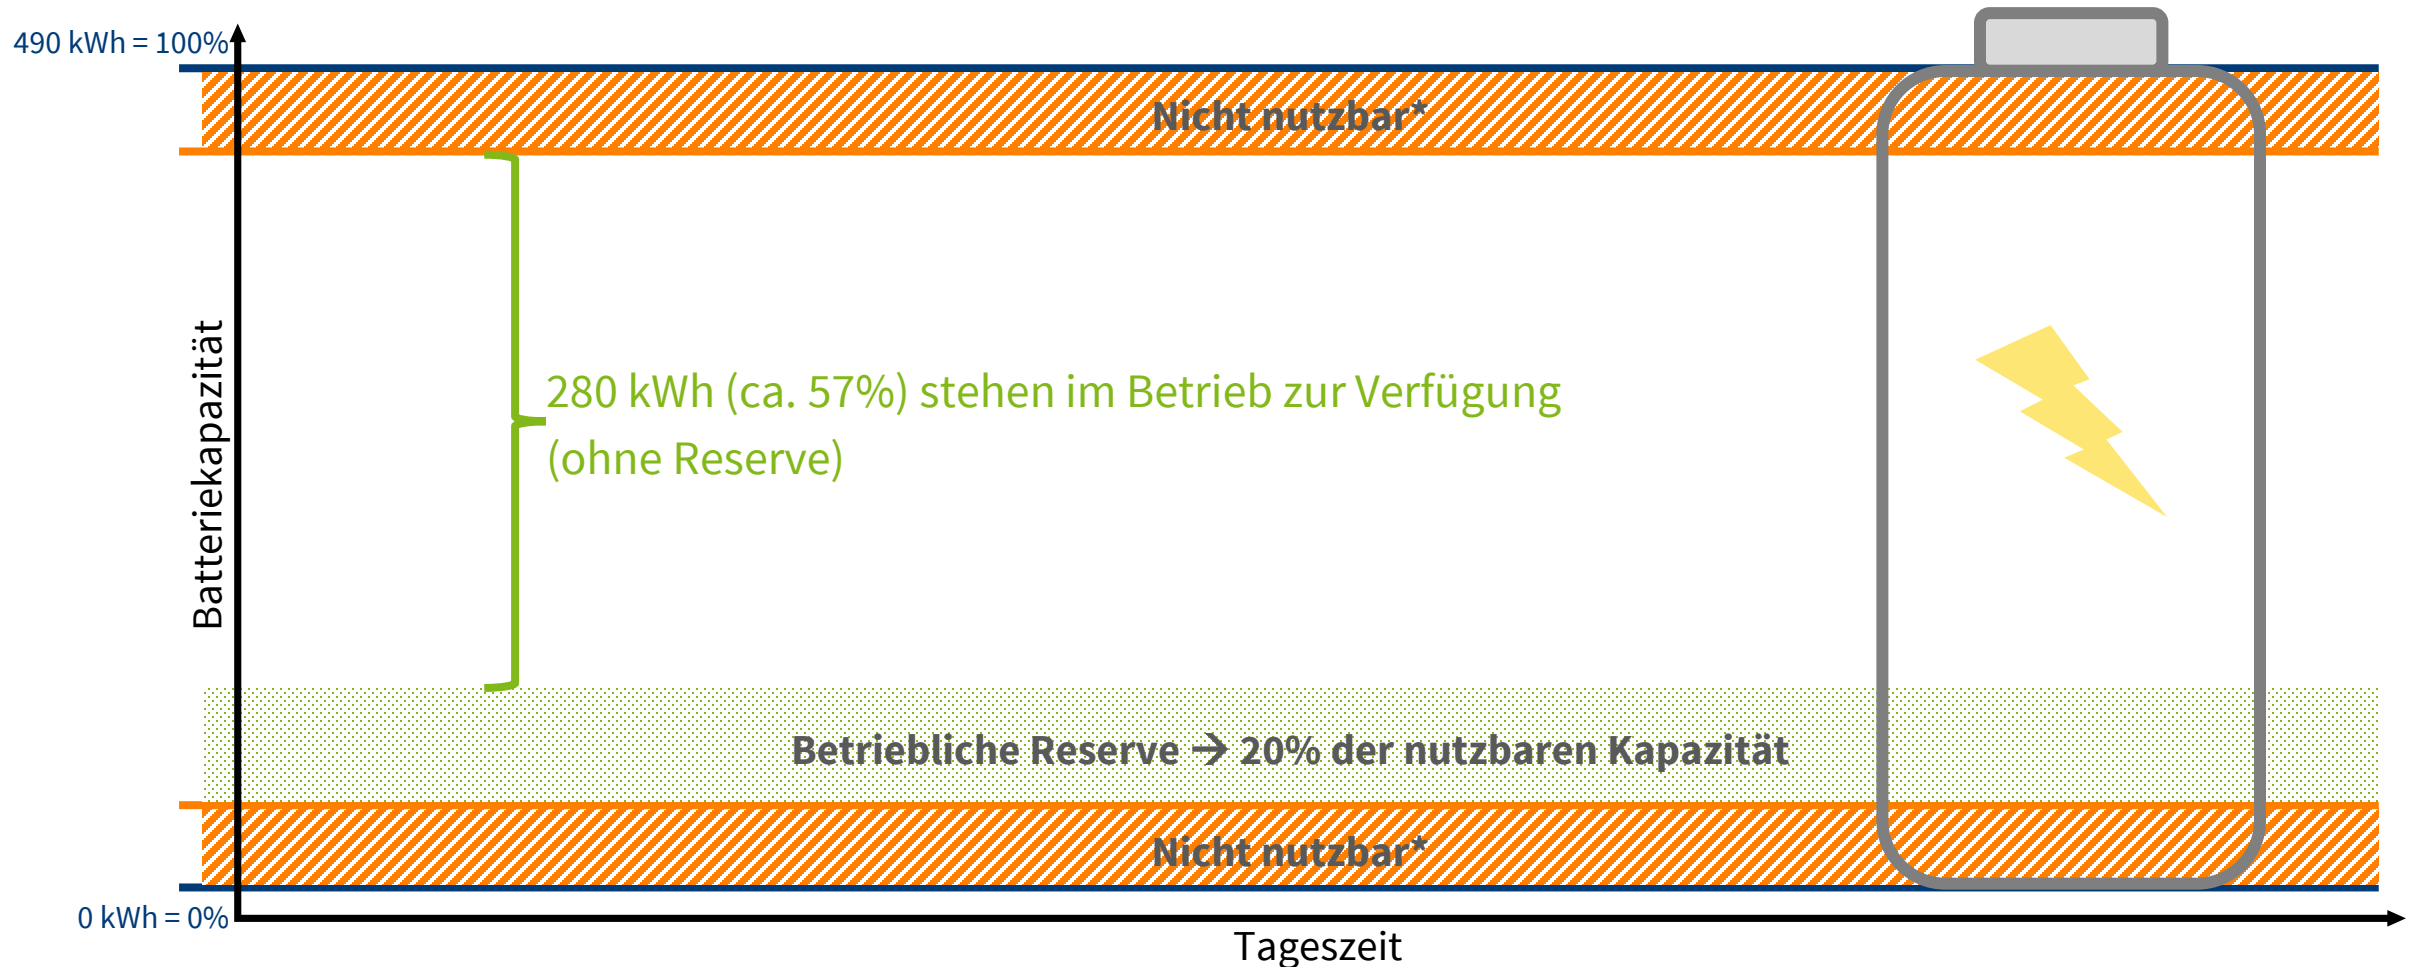 490 kWh = 100%
Nicht nutzbar*
Batteriekapazität
280 kWh (ca. 57%) stehen im Betrieb zur Verfügung
(ohne Reserve)
Betriebliche Reserve → 20% der nutzbaren Kapazität
Nicht nutzbar*
0 kWh = 0%
Tageszeit